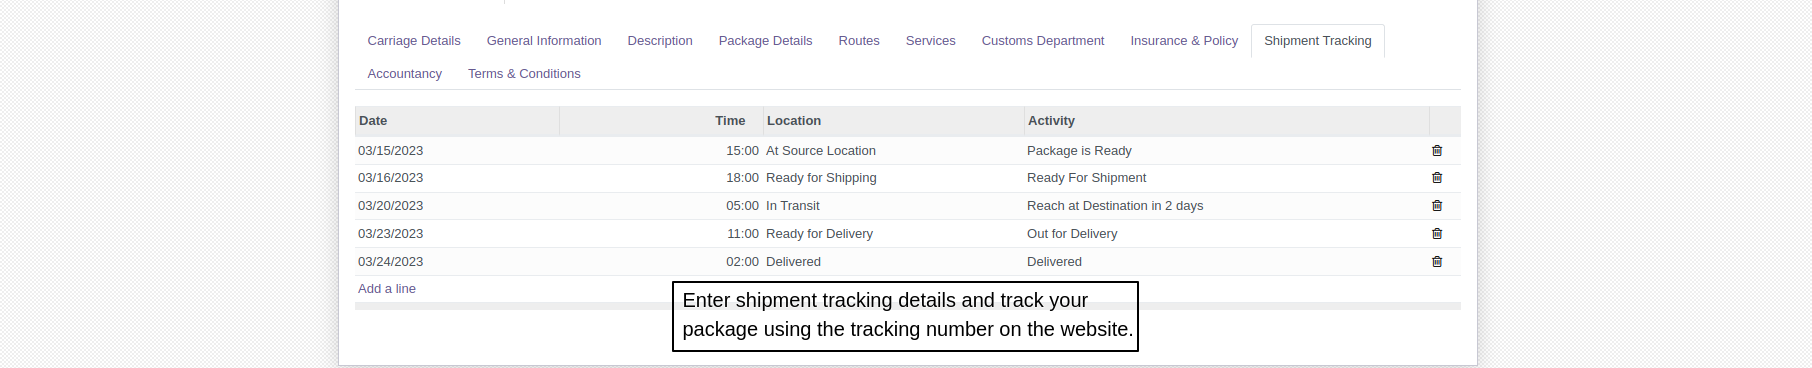 Carriage Details General Information Description Package Details Routes Services Customs Department Insurance & Policy Shipment Tracking
Accountancy Terms & Conditions
Date Time Location Activity
03/15/2023 15:00 At Source Location Package is Ready
03/16/2023 18:00 Ready for Shipping Ready For Shipment
03/20/2023 05:00 In Transit Reach at Destination in 2 days
03/23/2023 11:00 Ready for Delivery Out for Delivery
03/24/2023 02:00 Delivered Delivered
Add a line
Enter shipment tracking details and track your
package using the tracking number on the website.